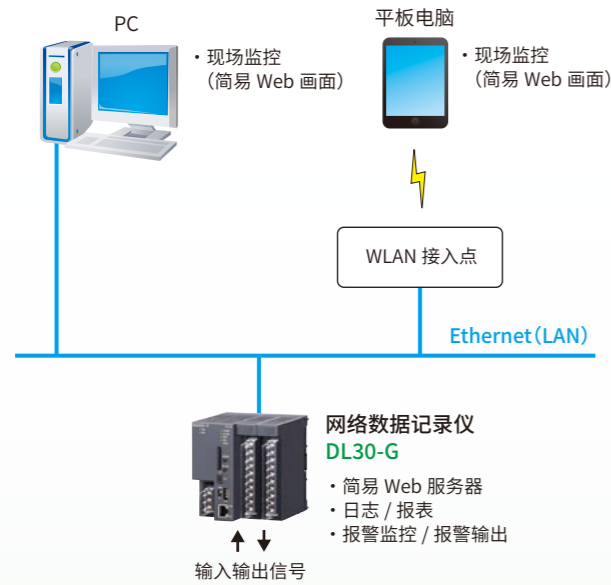 PC
・现场监控
（简易 Web 画面）
平板电脑
・现场监控
（简易 Web 画面）
WLAN 接入点
Ethernet（LAN）
网络数据记录仪
DL30-G
・简易 Web 服务器
・日志 / 报表
・报警监控 / 报警输出
输入输出信号